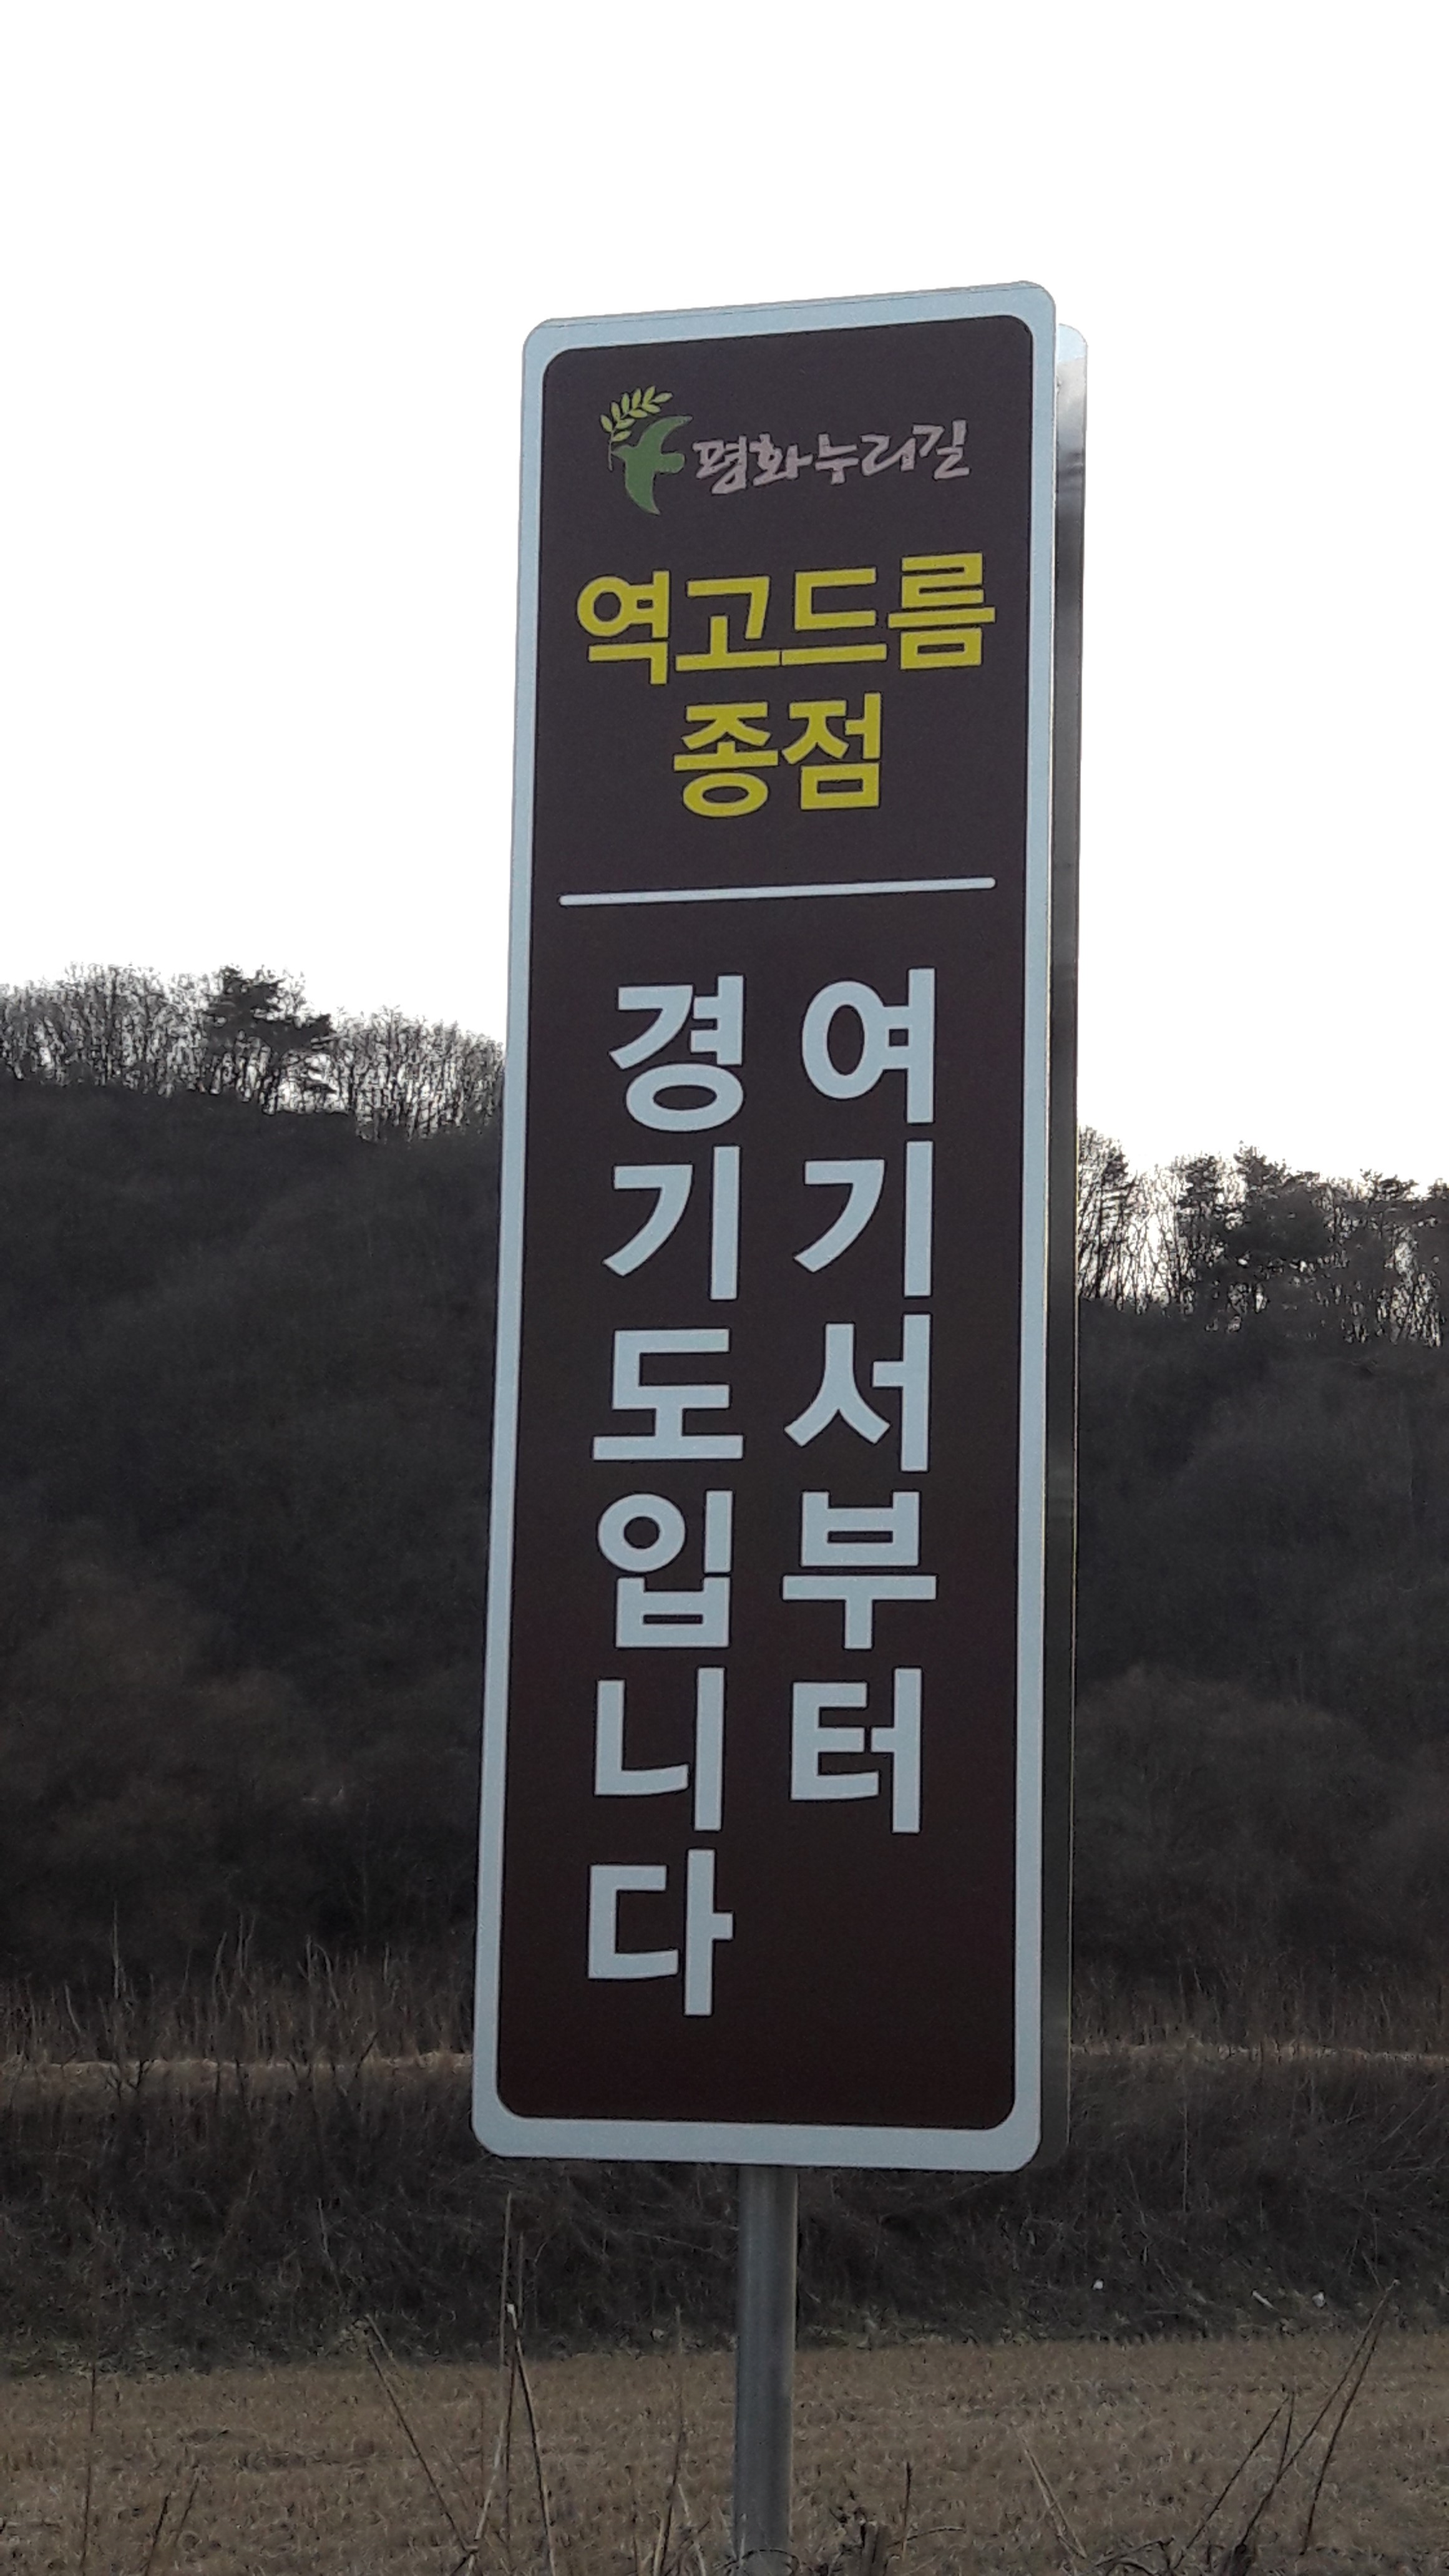 평화누리길
역고드름
종점
여기서부터
경기도입니다